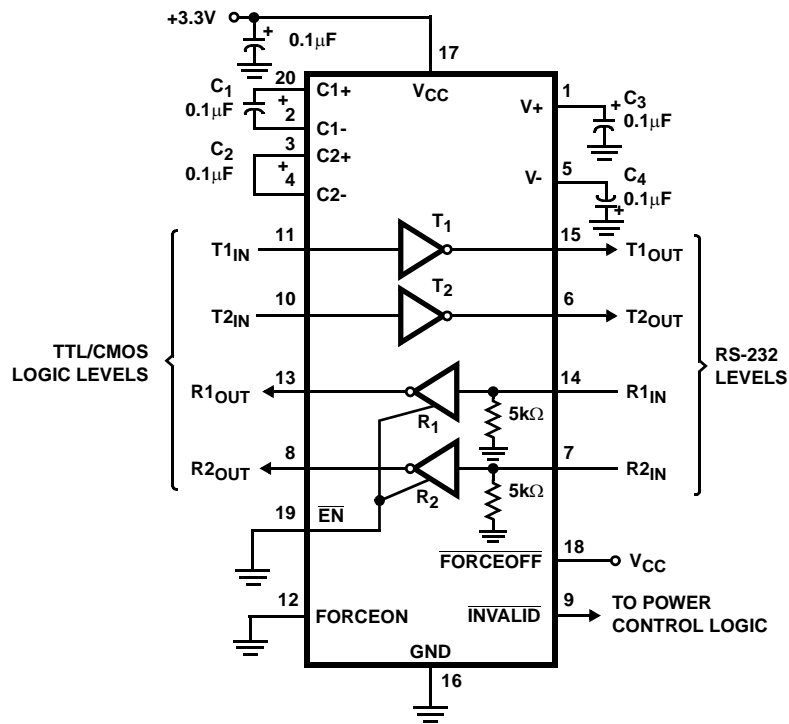 +3.3V
+
0.1µF
17
20
C1
0.1µF
+
2
C1+
C1-
VCC
V+
1
+
C3
0.1µF
3
C2
0.1µF
+
4
C2+
C2-
V-
5
C4
0.1µF
+
T1
T1IN
11
15
T1OUT
T2
T2IN
10
6
T2OUT
TTL/CMOS
LOGIC LEVELS
RS-232
LEVELS
R1OUT
13
14
R1IN
R1
5kΩ
R2OUT
8
7
R2IN
R2
5kΩ
19
EN
FORCEOFF
18
VCC
12
FORCEON
INVALID
9
TO POWER
CONTROL LOGIC
GND
16